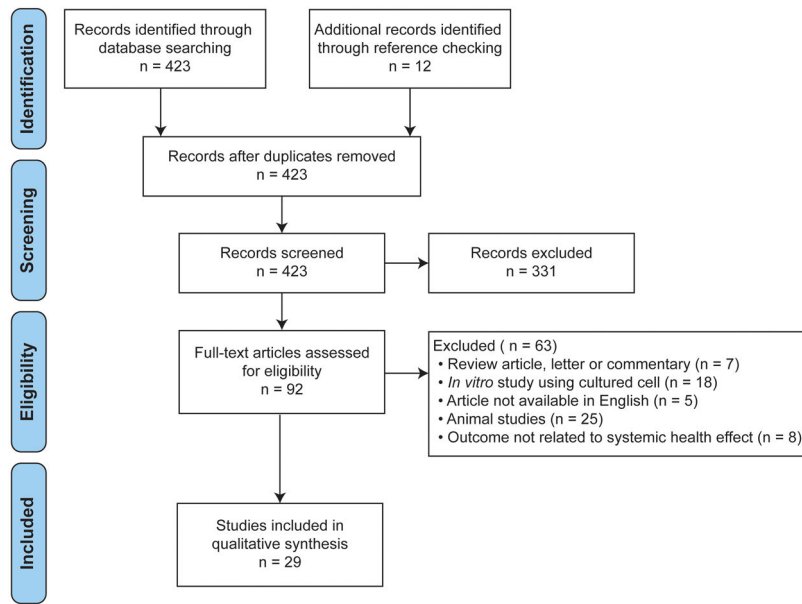 Identification
Records identified through
database searching
n = 423
Additional records identified
through reference checking
n = 12
Records after duplicates removed
n = 423
Screening
Records screened
n = 423
Records excluded
n = 331
Eligibility
Full-text articles assessed
for eligibility
n = 92
Excluded ( n = 63)
• Review article, letter or commentary (n = 7)
• In vitro study using cultured cell (n = 18)
• Article not available in English (n = 5)
• Animal studies (n = 25)
• Outcome not related to systemic health effect (n = 8)
Included
Studies included in
qualitative synthesis
n = 29